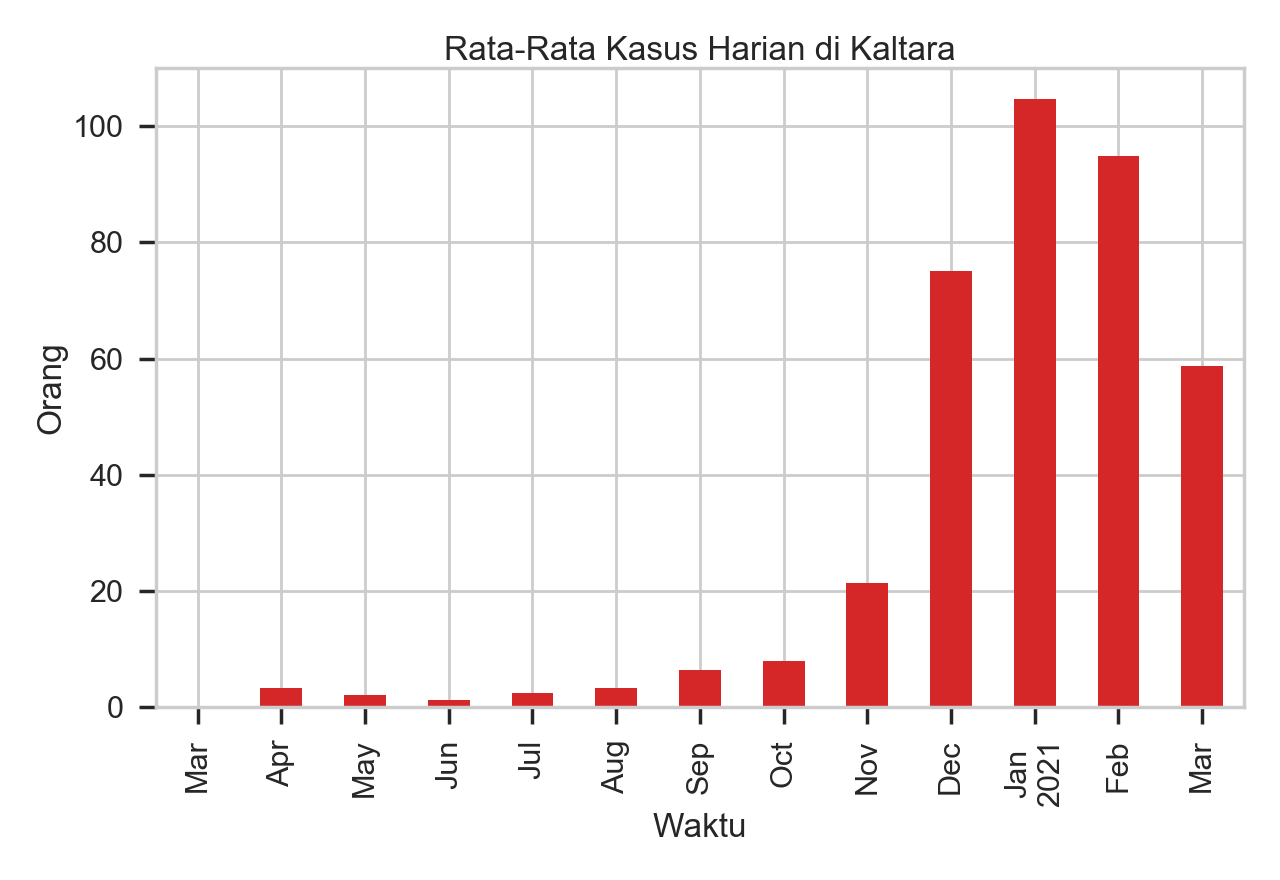 Rata-Rata Kasus Harian di Kaltara
100
80
60
40
20
0
Orang
Mar
Apr
May
Jun
Jul
Aug
Sep
Oct
Nov
Dec
Jan
2021
Feb
Mar
Waktu